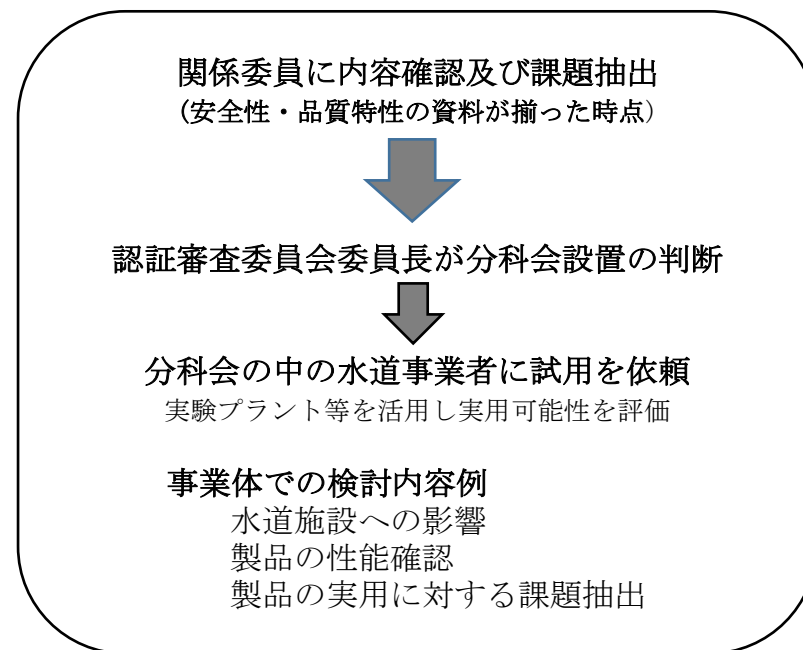 関係委員に内容確認及び課題抽出
(安全性・品質特性の資料が揃った時点)
認証審査委員会委員長が分科会設置の判断
分科会の中の水道事業者に試用を依頼
実験プラント等を活用し実用可能性を評価
事業体での検討内容例
水道施設への影響
製品の性能確認
製品の実用に対する課題抽出